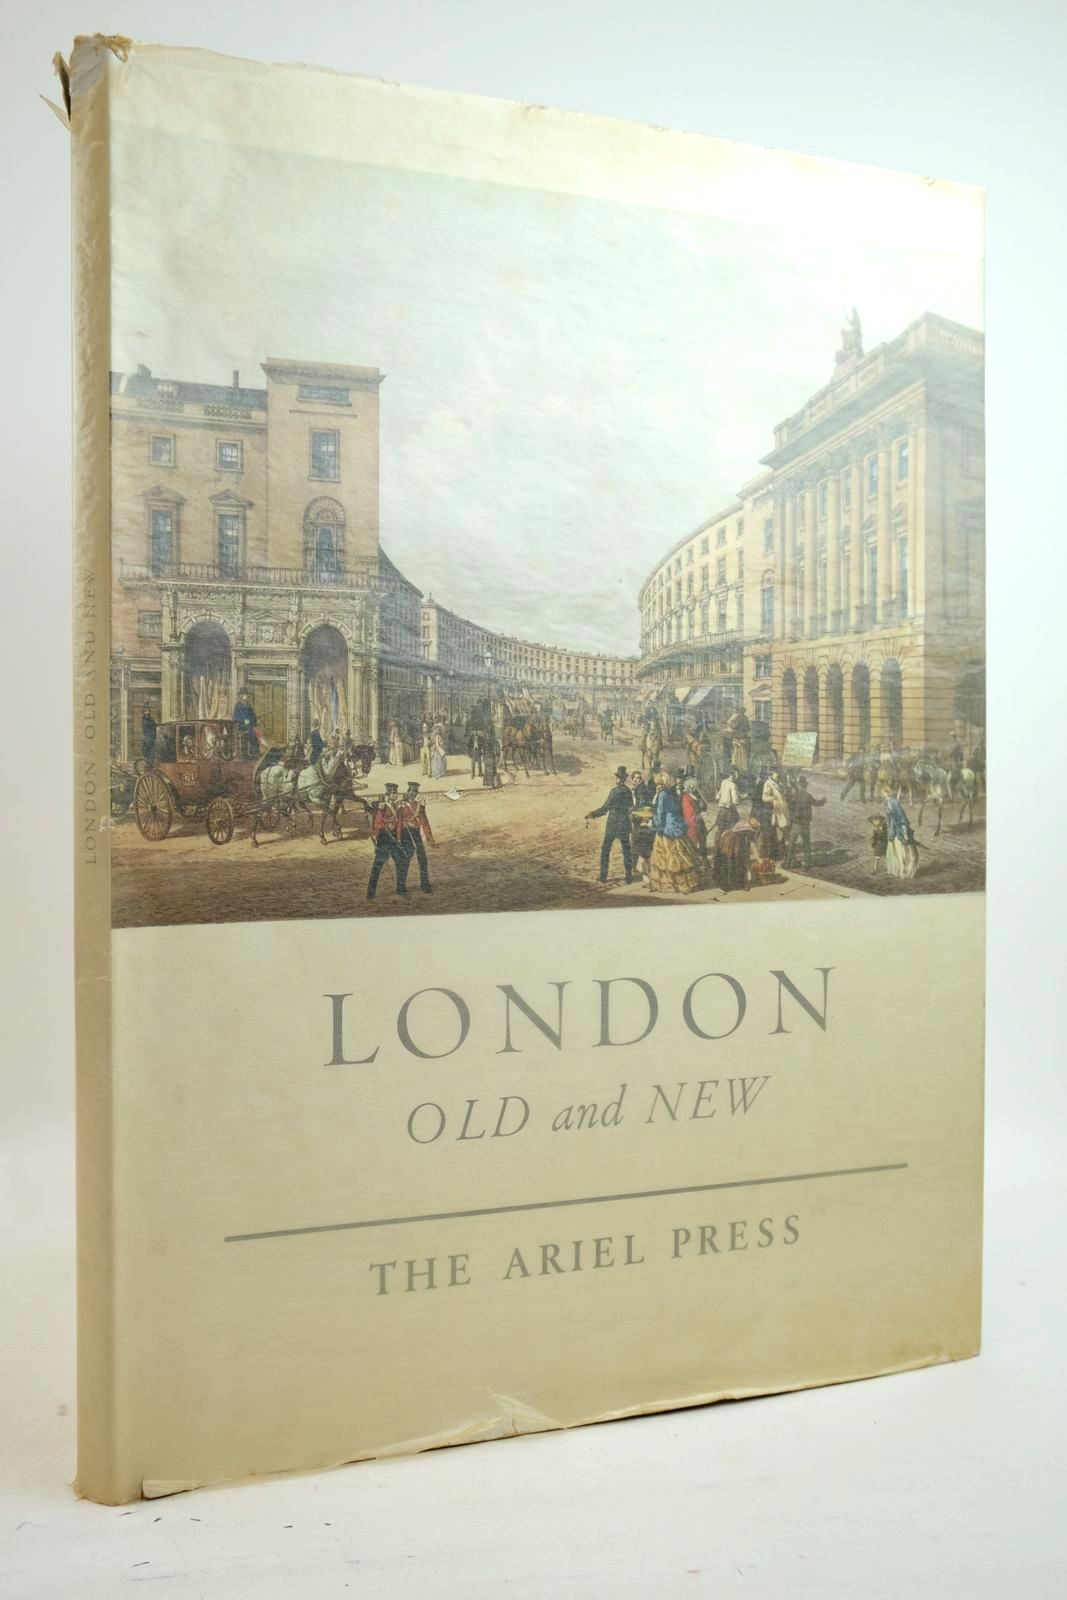 LONDON
OLD and NEW
THE ARIEL PRESS
LONDON · OLD AND NEW